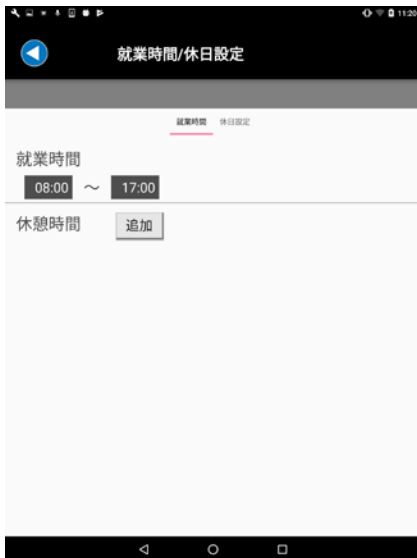 11:20
就業時間/休日設定
就業時間 休日設定
就業時間
08:00 ～ 17:00
休憩時間 追加